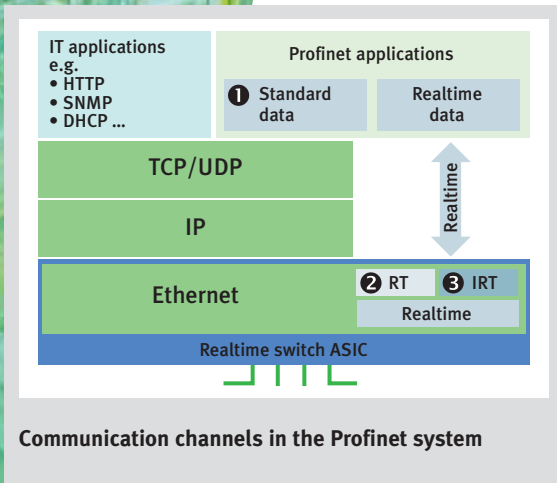 IT applications
e.g.
• HTTP
• SNMP
• DHCP ...
Profinet applications
❶ Standard
data
Realtime
data
TCP/UDP
IP
Realtime
Ethernet
❷ RT
❸ IRT
Realtime
Realtime switch ASIC
Communication channels in the Profinet system